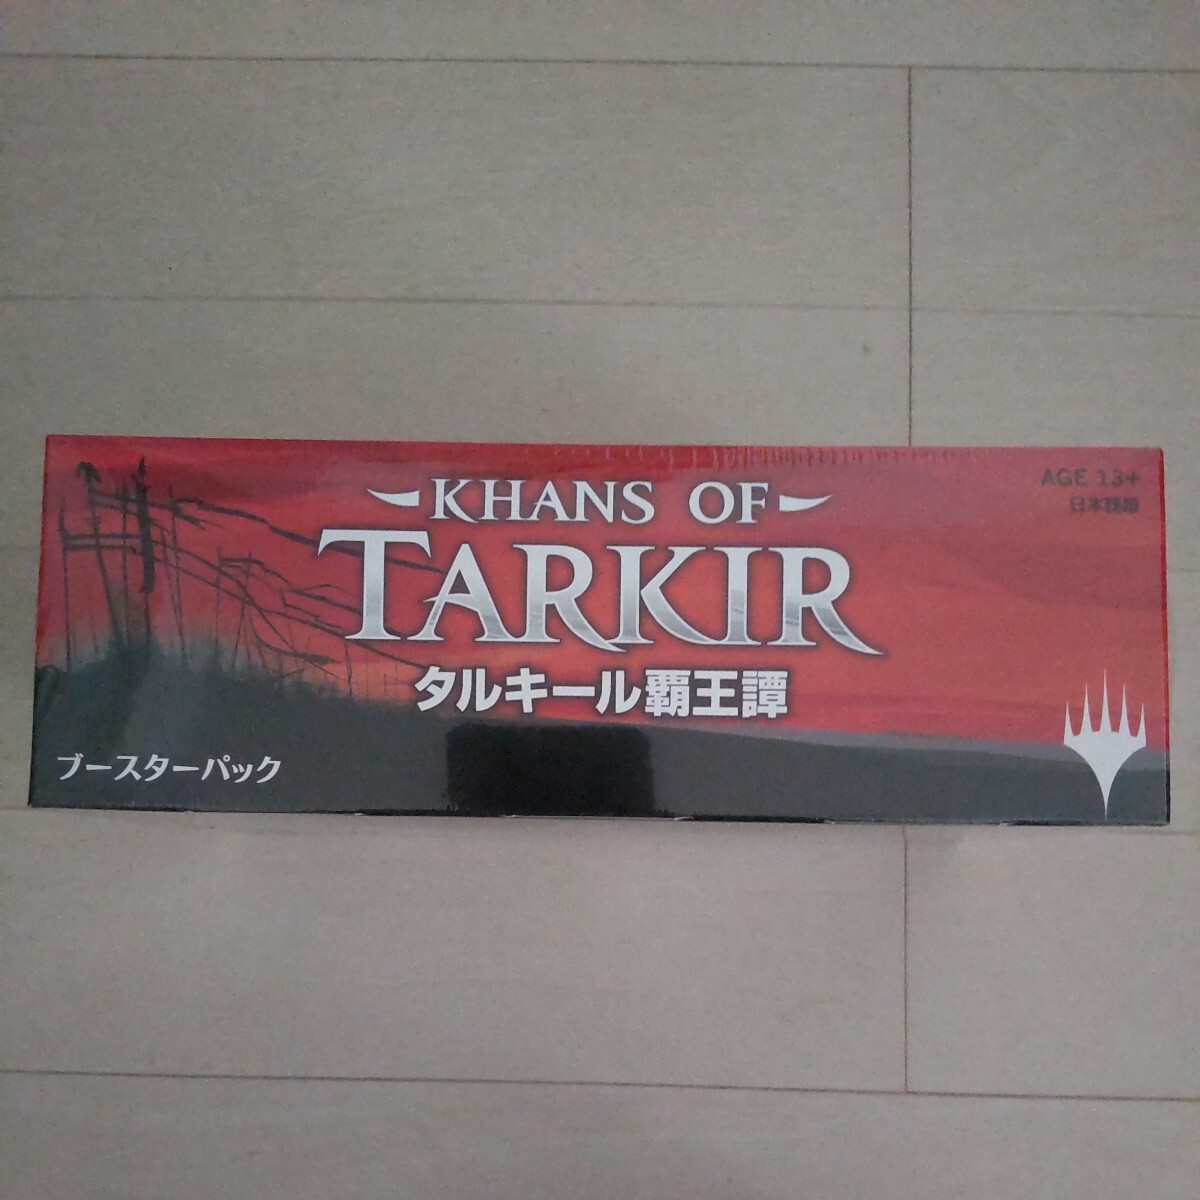 KHANS OF
TARKIR
タルキール覇王譚
AGE 13+
日本語版
ブースターパック